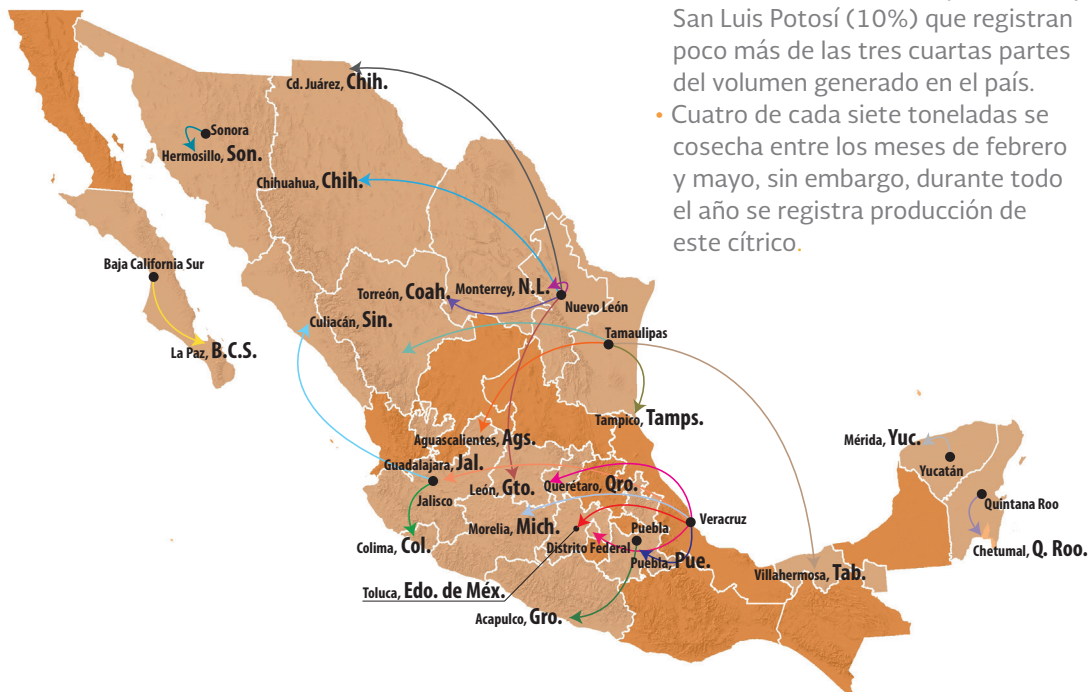 San Luis Potosí (10%) que registran
poco más de las tres cuartas partes
del volumen generado en el país.
• Cuatro de cada siete toneladas se
cosecha entre los meses de febrero
y mayo, sin embargo, durante todo
el año se registra producción de
este cítrico.
Cd. Juárez, Chih.
Sonora
Hermosillo, Son.
Chihuahua, Chih.
Baja California Sur
Monterrey, N.L.
Torreón, Coah.
Nuevo León
Culiacán, Sin.
Tamaulipas
La Paz, B.C.S.
Tampico, Tamps.
Aguascalientes, Ags.
Mérida, Yuc.
Yucatán
Guadalajara, Jal.
Jalisco
León, Gto.
Querétaro, Qro.
Quintana Roo
Morelia, Mich.
Puebla
Veracruz
Colima, Col.
Distrito Federal
Puebla, Pue.
Chetumal, Q. Roo.
Villahermosa, Tab.
Toluca, Edo. de Méx.
Acapulco, Gro.